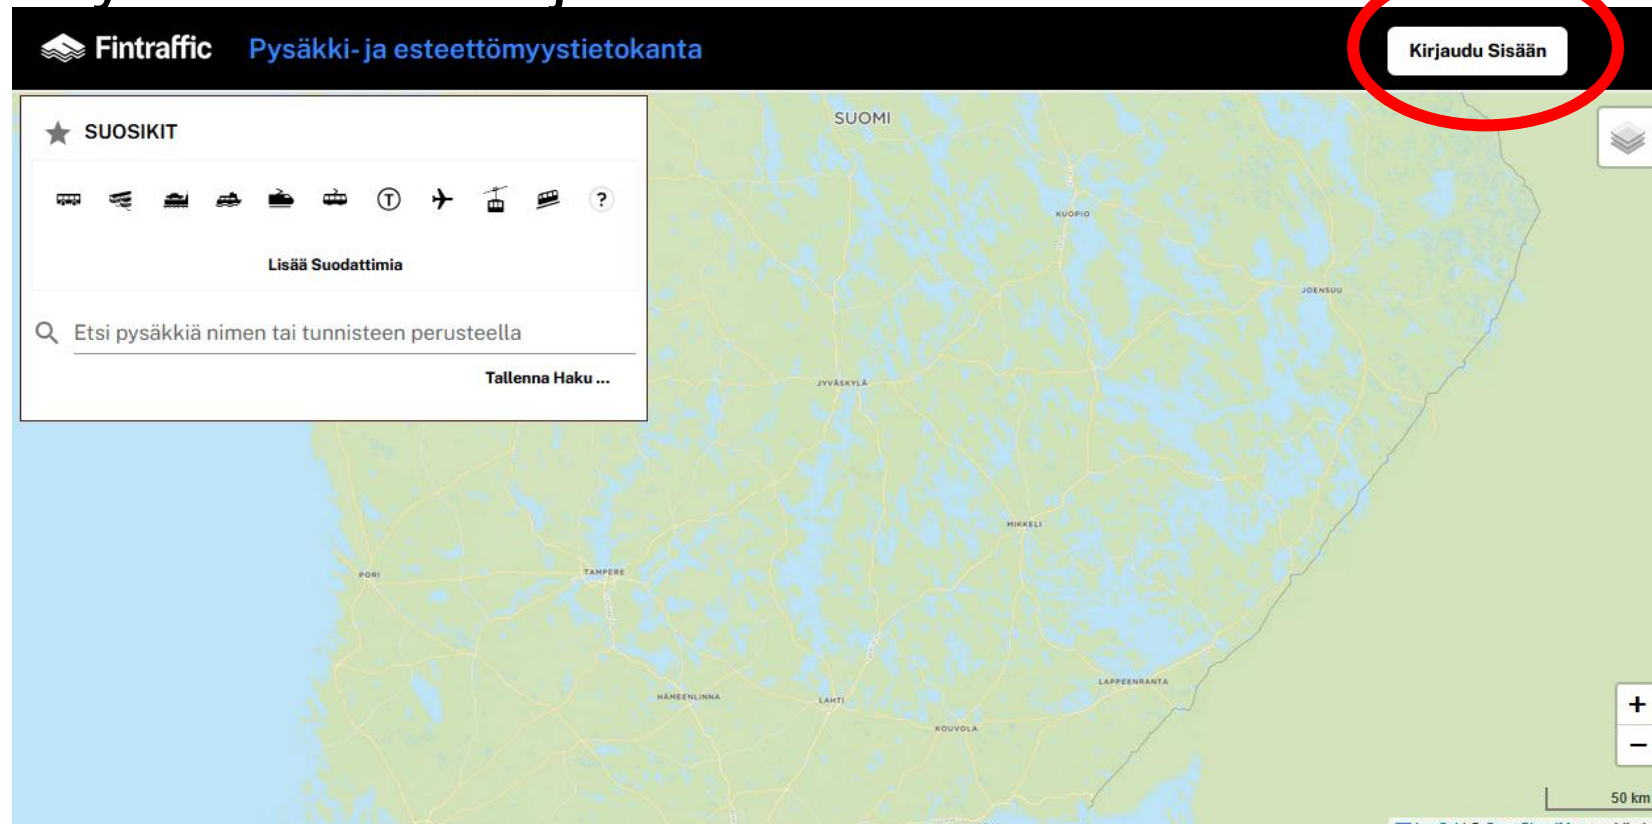 Fintraffic Pysäkki- ja esteettömyystietokanta
Kirjaudu Sisään
SUOSIKIT
T
?
Lisää Suodattimia
Etsi pysäkkiä nimen tai tunnisteen perusteella
Tallenna Haku ...
SUOMI
KUOPIO
JOENSUU
JYVÄSKYLÄ
MIKKELI
PORI
TAMPERE
LAPPEENRANTA
HÄMEENLINNA
LAHTI
KOUVOLA
+
−
50 km